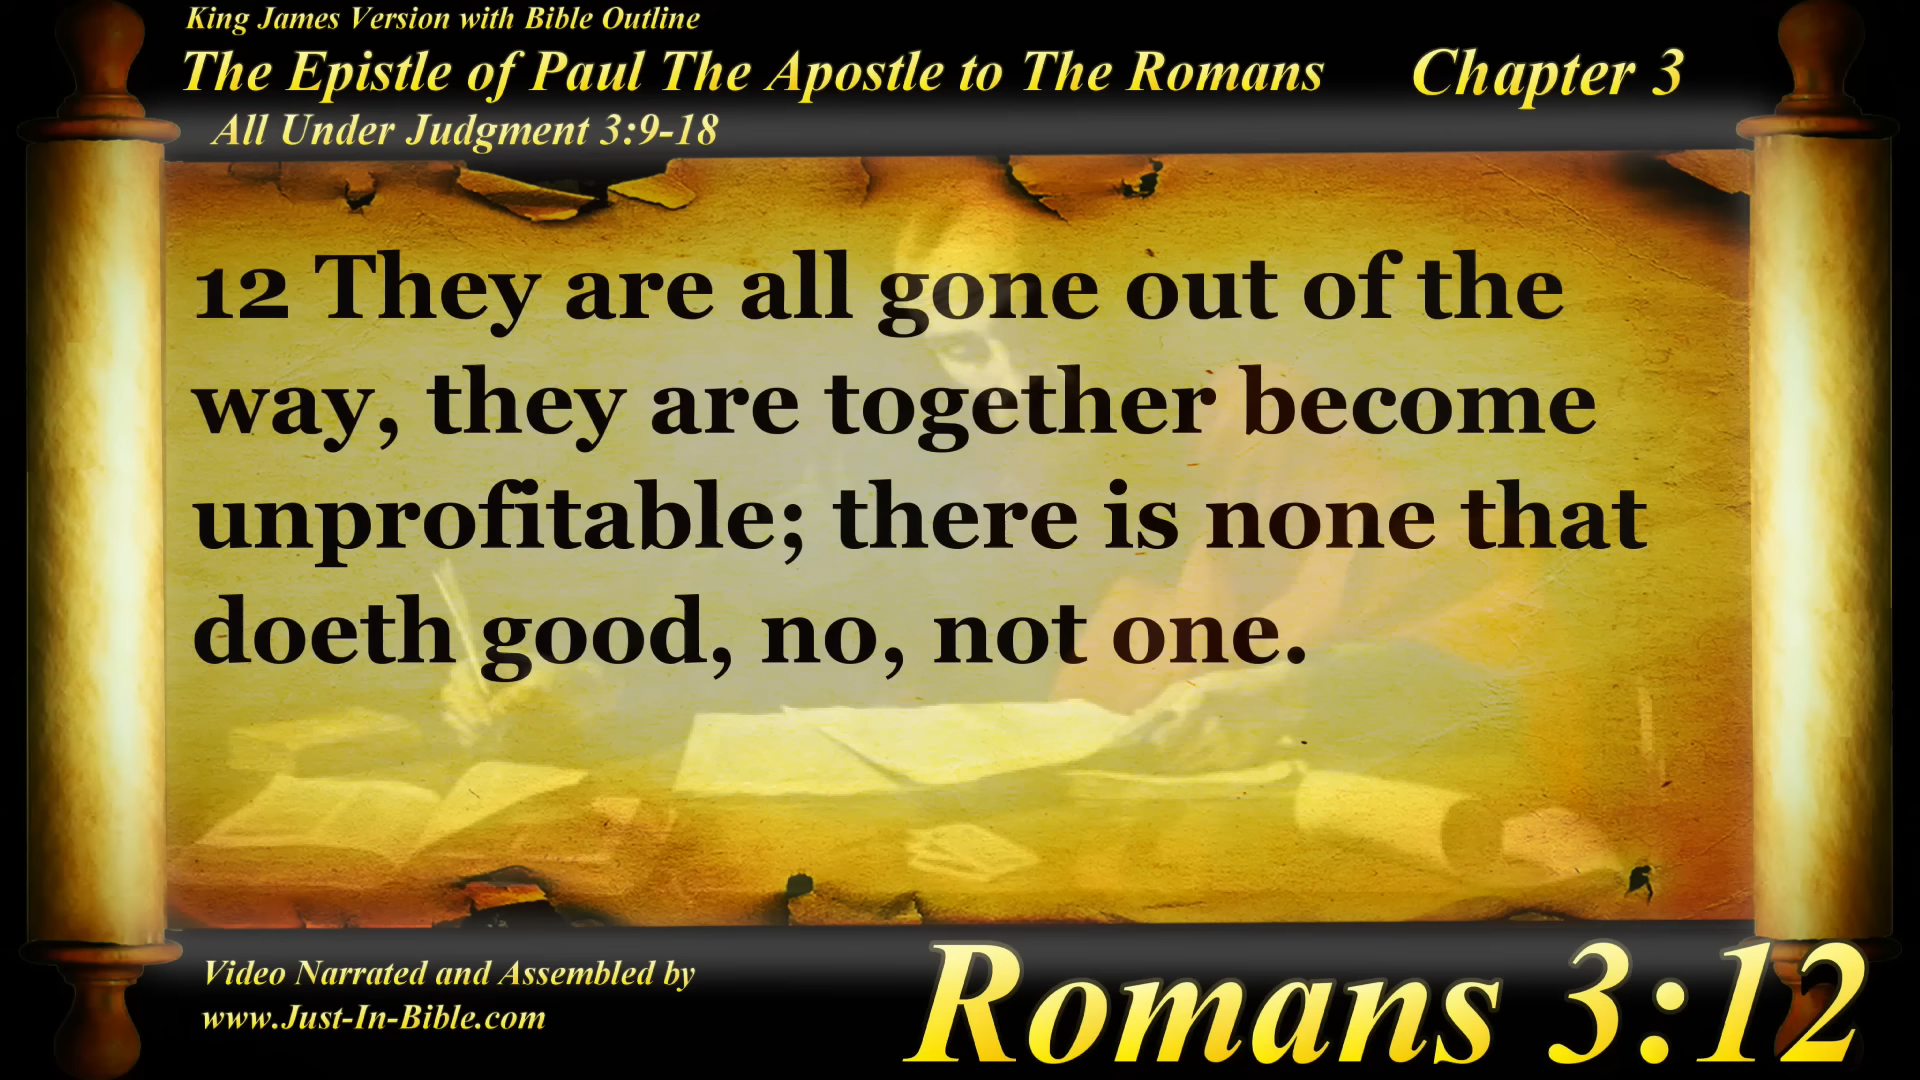 King James Version with Bible Outline
The Epistle of Paul The Apostle to The Romans Chapter 3
All Under Judgment 3:9-18
12 They are all gone out of the
way, they are together become
unprofitable; there is none that
doeth good, no, not one.
Video Narrated and Assembled by
www.Just-In-Bible.com
Romans 3:12